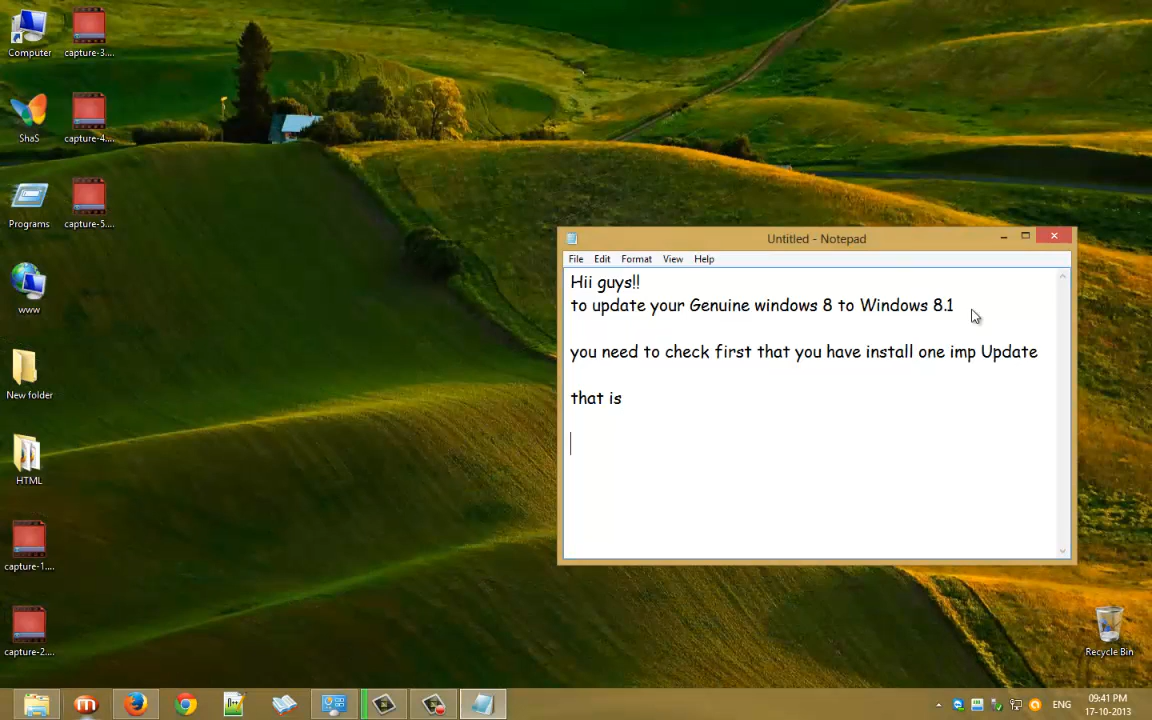 Computer
capture-3....
ShaS
capture-4....
Programs
capture-5....
www
New folder
HTML
capture-1....
capture-2....
Untitled - Notepad
File Edit Format View Help
Hii guys!!
to update your Genuine windows 8 to Windows 8.1
you need to check first that you have install one imp Update
that is
Recycle Bin
ENG
09:41 PM
17-10-2013